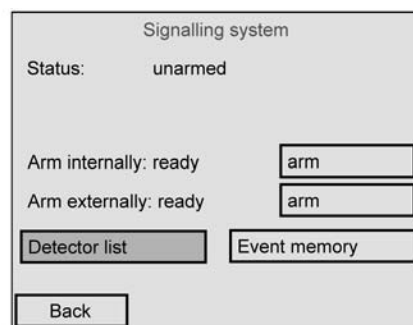 Signalling system
Status: unarmed
Arm internally: ready arm
Arm externally: ready arm
Detector list Event memory
Back